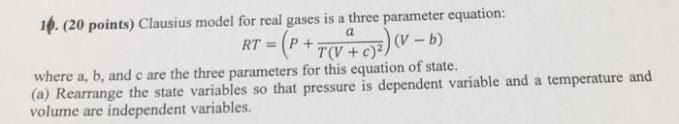 10. (20 points) Clausius model for real gases is a three parameter equation:
RT = (P + a / T(V + c)²) (V − b)
where a, b, and c are the three parameters for this equation of state.
(a) Rearrange the state variables so that pressure is dependent variable and a temperature and
volume are independent variables.